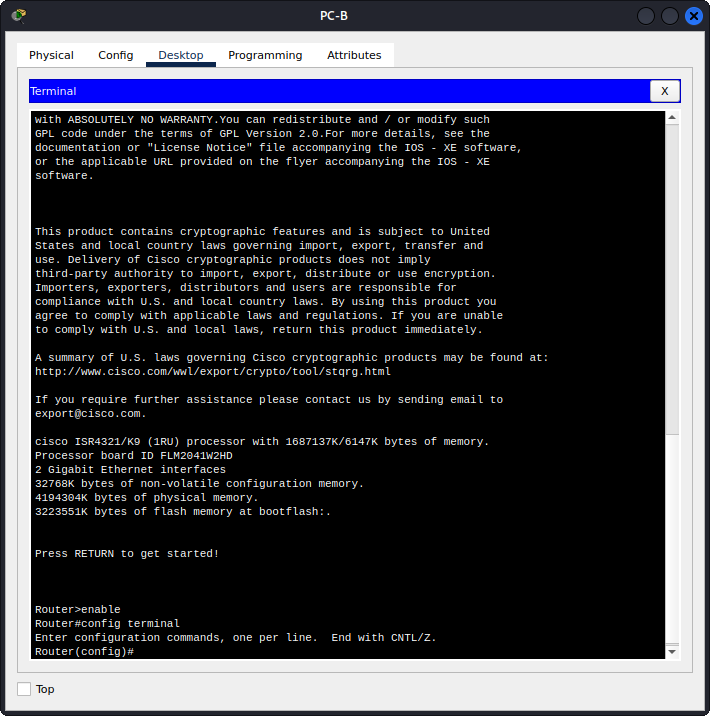 PC-B
Physical Config Desktop Programming Attributes
Terminal X
with ABSOLUTELY NO WARRANTY.You can redistribute and / or modify such
GPL code under the terms of GPL Version 2.0.For more details, see the
documentation or "License Notice" file accompanying the IOS - XE software,
or the applicable URL provided on the flyer accompanying the IOS - XE
software.
This product contains cryptographic features and is subject to United
States and local country laws governing import, export, transfer and
use. Delivery of Cisco cryptographic products does not imply
third-party authority to import, export, distribute or use encryption.
Importers, exporters, distributors and users are responsible for
compliance with U.S. and local country laws. By using this product you
agree to comply with applicable laws and regulations. If you are unable
to comply with U.S. and local laws, return this product immediately.
A summary of U.S. laws governing Cisco cryptographic products may be found at:
http://www.cisco.com/wwl/export/crypto/tool/stqrg.html
If you require further assistance please contact us by sending email to
export@cisco.com.
cisco ISR4321/K9 (1RU) processor with 1687137K/6147K bytes of memory.
Processor board ID FLM2041W2HD
2 Gigabit Ethernet interfaces
32768K bytes of non-volatile configuration memory.
4194304K bytes of physical memory.
3223551K bytes of flash memory at bootflash:.
Press RETURN to get started!
Router>enable
Router#config terminal
Enter configuration commands, one per line.  End with CNTL/Z.
Router(config)#
Top